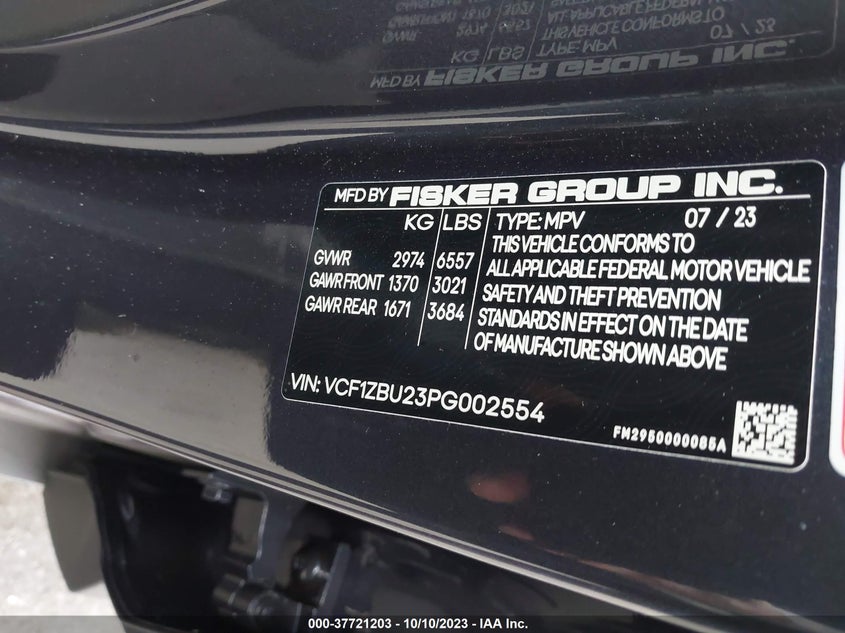 MFD BY FISKER GROUP INC.
KG LBS TYPE: MPV 07 / 23
GVWR 2974 6557
GAWR FRONT 1370 3021
GAWR REAR 1671 3684
THIS VEHICLE CONFORMS TO
ALL APPLICABLE FEDERAL MOTOR VEHICLE
SAFETY AND THEFT PREVENTION
STANDARDS IN EFFECT ON THE DATE
OF MANUFACTURE SHOWN ABOVE
VIN: VCF1ZBU23PG002554
FM2950000085A
000-37721203 - 10/10/2023 - IAA Inc.